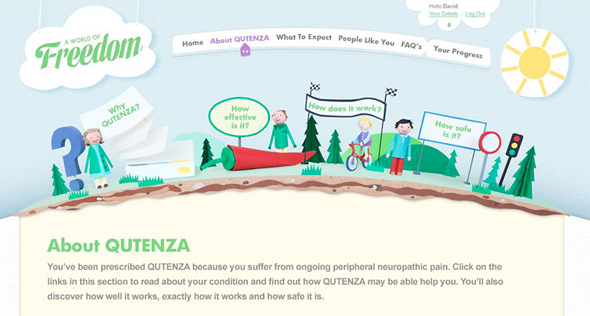 Hello David
Your Details
Log Out
A WORLD OF
Freedom
Home
About QUTENZA
What To Expect
People Like You
FAQ's
Your Progress
Why
QUTENZA?
How
effective
is it?
How does it work?
How safe
is it?
About QUTENZA
You've been prescribed QUTENZA because you suffer from ongoing peripheral neuropathic pain. Click on the
links in this section to read about your condition and find out how QUTENZA may be able help you. You'll also
discover how well it works, exactly how it works and how safe it is.